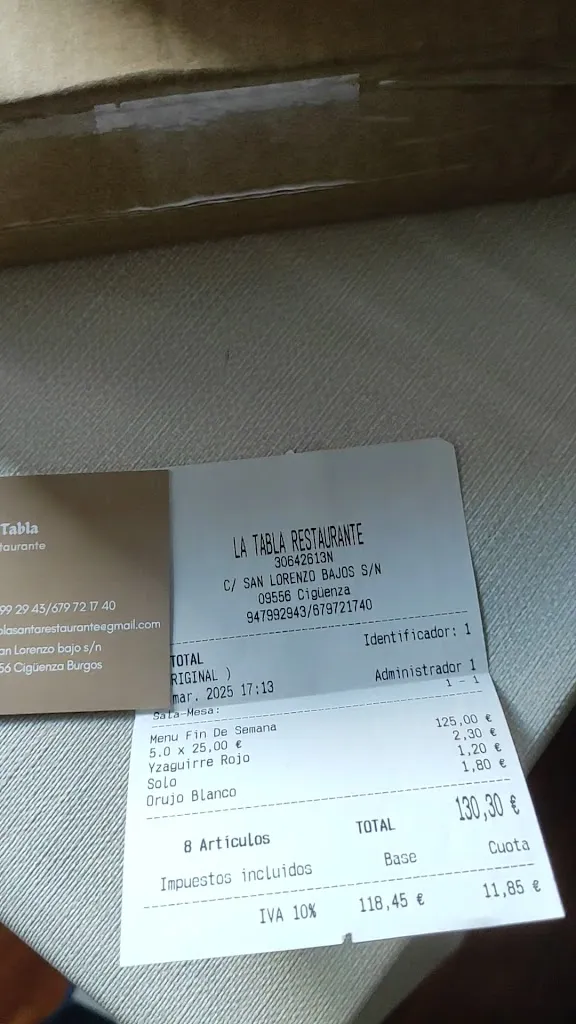 Tabla
taurante
99 29 43/679 72 17 40
blasantarestaurante@gmail.com
an Lorenzo bajo s/n
56 Cigüenza Burgos
LA TABLA RESTAURANTE
30642613N
C/ SAN LORENZO BAJOS S/N
09556 Cigüenza
947992943/679721740
TOTAL Identificador: 1
RIGINAL )
mar. 2025 17:13 Administrador 1
Sala-Mesa: 1 - 1
Menu Fin De Semana
5.0 x 25,00 € 125,00 €
Yzaguirre Rojo 2,30 €
Solo 1,20 €
Orujo Blanco 1,80 €
8 Artículos TOTAL 130,30 €
Impuestos incluidos Base Cuota
IVA 10% 118,45 € 11,85 €